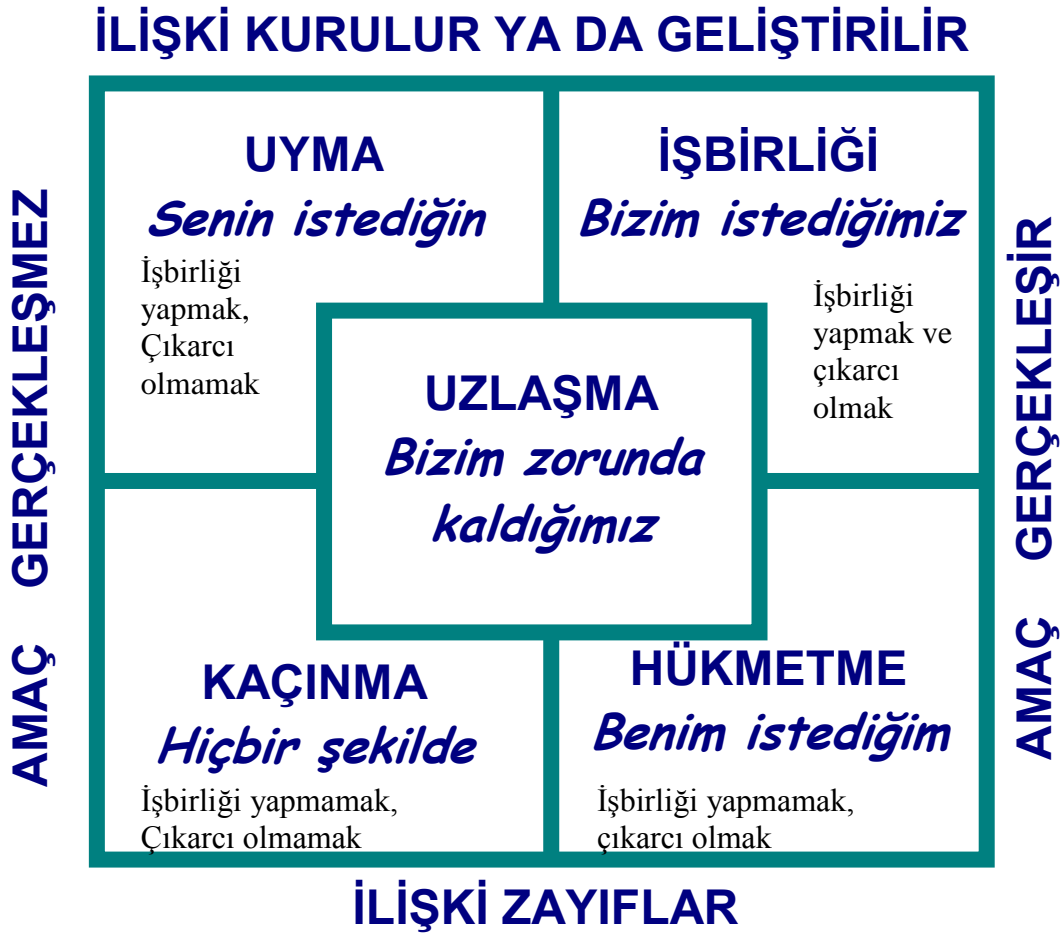 İLİŞKİ KURULUR YA DA GELİŞTİRİLİR
AMAÇ GERÇEKLEŞMEZ
UYMA
Senin istediğin
İşbirliği
yapmak,
Çıkarcı
olmamak
İŞBİRLİĞİ
Bizim istediğimiz
İşbirliği
yapmak ve
çıkarcı
olmak
UZLAŞMA
Bizim zorunda
kaldığımız
KAÇINMA
Hiçbir şekilde
İşbirliği yapmamak,
Çıkarcı olmamak
HÜKMETME
Benim istediğim
İşbirliği yapmamak,
çıkarcı olmak
AMAÇ GERÇEKLEŞİR
İLİŞKİ ZAYIFLAR